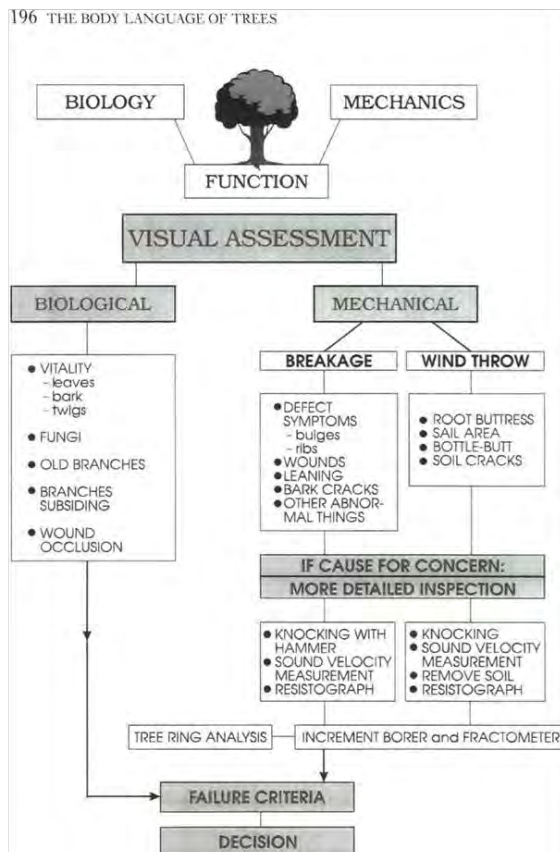 196 THE BODY LANGUAGE OF TREES
BIOLOGY
MECHANICS
FUNCTION
VISUAL ASSESSMENT
BIOLOGICAL
MECHANICAL
BREAKAGE
WIND THROW
● VITALITY
- leaves
- bark
- twigs
● FUNGI
● OLD BRANCHES
● BRANCHES
SUBSIDING
● WOUND
OCCLUSION
● DEFECT
SYMPTOMS
- bulges
- ribs
● WOUNDS
● LEANING
● BARK CRACKS
● OTHER ABNOR-
MAL THINGS
● ROOT BUTTRESS
● SAIL AREA
● BOTTLE-BUTT
● SOIL CRACKS
IF CAUSE FOR CONCERN:
MORE DETAILED INSPECTION
● KNOCKING WITH
HAMMER
● SOUND VELOCITY
MEASUREMENT
● RESISTOGRAPH
● KNOCKING
● SOUND VELOCITY
MEASUREMENT
● REMOVE SOIL
● RESISTOGRAPH
TREE RING ANALYSIS
INCREMENT BORER and FRACTOMETER
FAILURE CRITERIA
DECISION